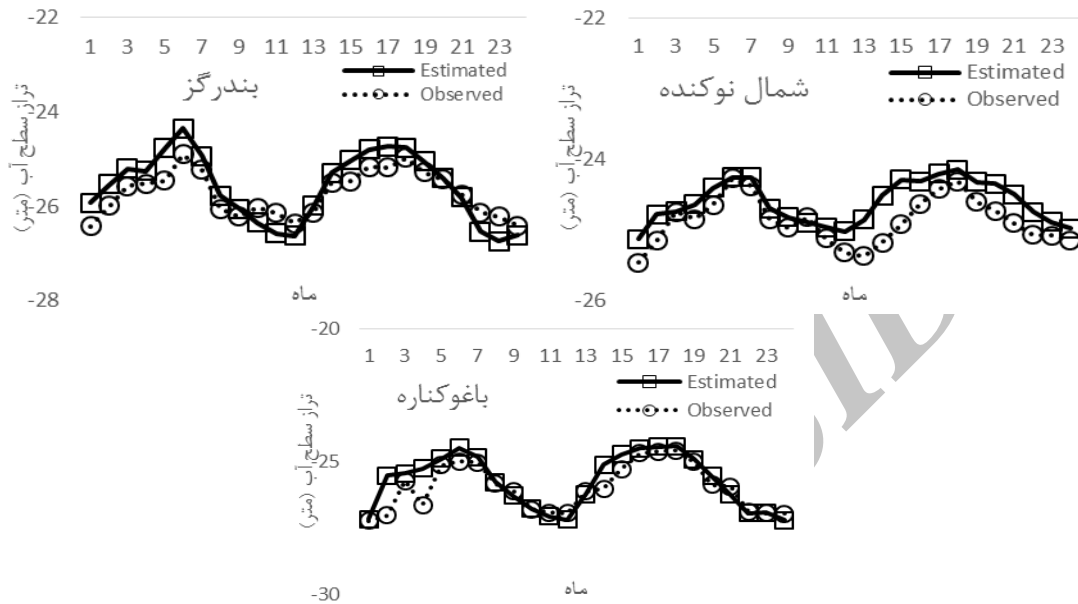 -22
1 3 5 7 9 11 13 15 17 19 21 23
Estimated
Observed
بندرگز
-24
-26
-28
تراز سطح آب (متر)
ماه
-22
1 3 5 7 9 11 13 15 17 19 21 23
Estimated
Observed
شمال نوکنده
-24
-26
تراز سطح آب (متر)
ماه
-20
1 3 5 7 9 11 13 15 17 19 21 23
Estimated
Observed
باغوکناره
-25
-30
تراز سطح آب (متر)
ماه